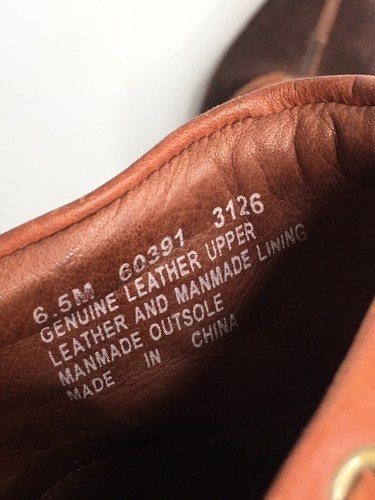 6.5M 60391 3126
GENUINE LEATHER UPPER
LEATHER AND MANMADE LINING
MANMADE OUTSOLE
MADE IN CHINA